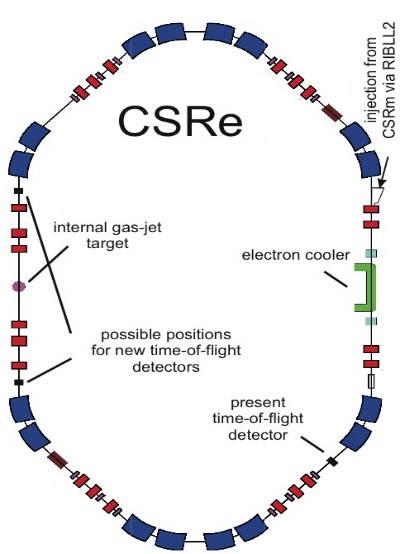 injection from
CSRm via RIBLL2
CSRe
internal gas-jet
target
electron cooler
possible positions
for new time-of-flight
detectors
present
time-of-flight
detector